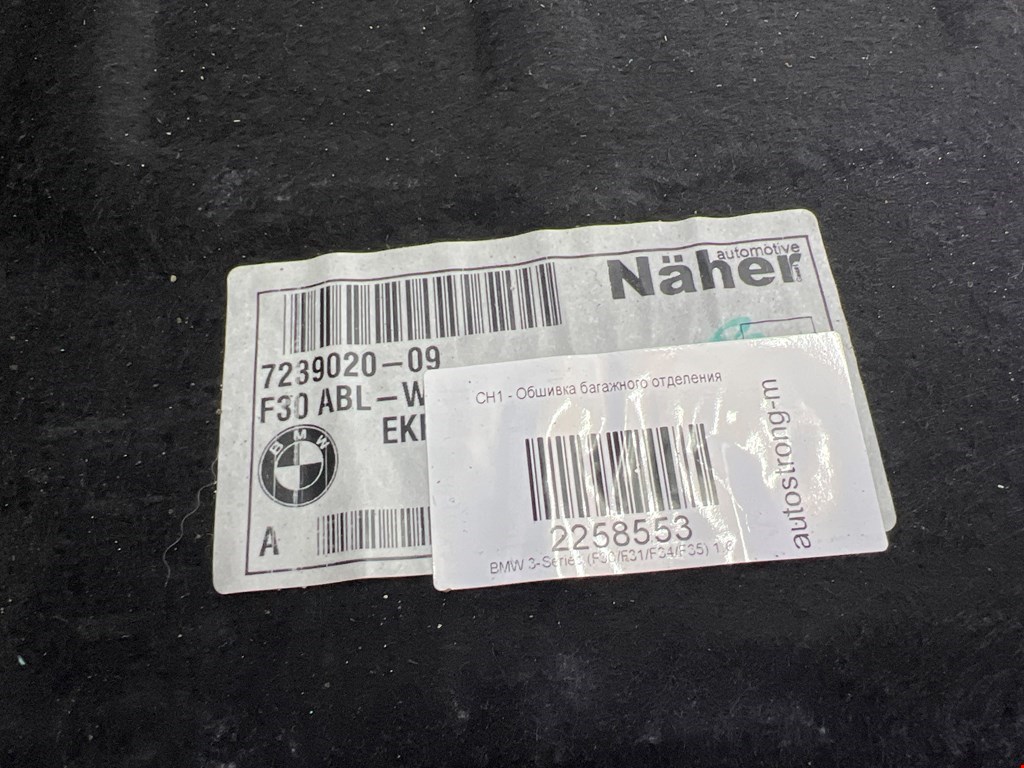 automotive
Näher
7239020-09
F30 ABL-W
BMW
A
CH1 - Обшивка багажного отделения
2258553
BMW 3-Series (F30/F31/F34/F35)
autostrong-m